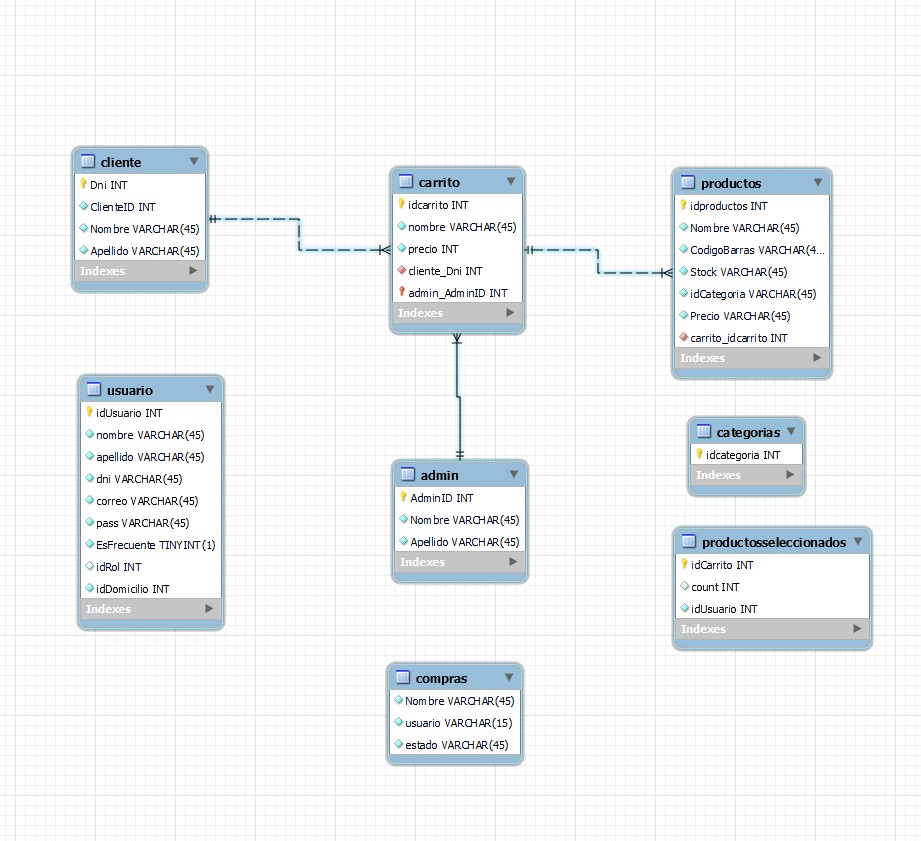 cliente
Dni INT
ClienteID INT
Nombre VARCHAR(45)
Apellido VARCHAR(45)
Indexes
carrito
idcarrito INT
nombre VARCHAR(45)
precio INT
cliente_Dni INT
admin_AdminID INT
Indexes
productos
idproductos INT
Nombre VARCHAR(45)
CodigoBarras VARCHAR(4...
Stock VARCHAR(45)
idCategoria VARCHAR(45)
Precio VARCHAR(45)
carrito_idcarrito INT
Indexes
usuario
idUsuario INT
nombre VARCHAR(45)
apellido VARCHAR(45)
dni VARCHAR(45)
correo VARCHAR(45)
pass VARCHAR(45)
EsFrecuente TINYINT(1)
idRol INT
idDomicilio INT
Indexes
admin
AdminID INT
Nombre VARCHAR(45)
Apellido VARCHAR(45)
Indexes
categorias
idcategoria INT
Indexes
productosseleccionados
idCarrito INT
count INT
idUsuario INT
Indexes
compras
Nombre VARCHAR(45)
usuario VARCHAR(15)
estado VARCHAR(45)